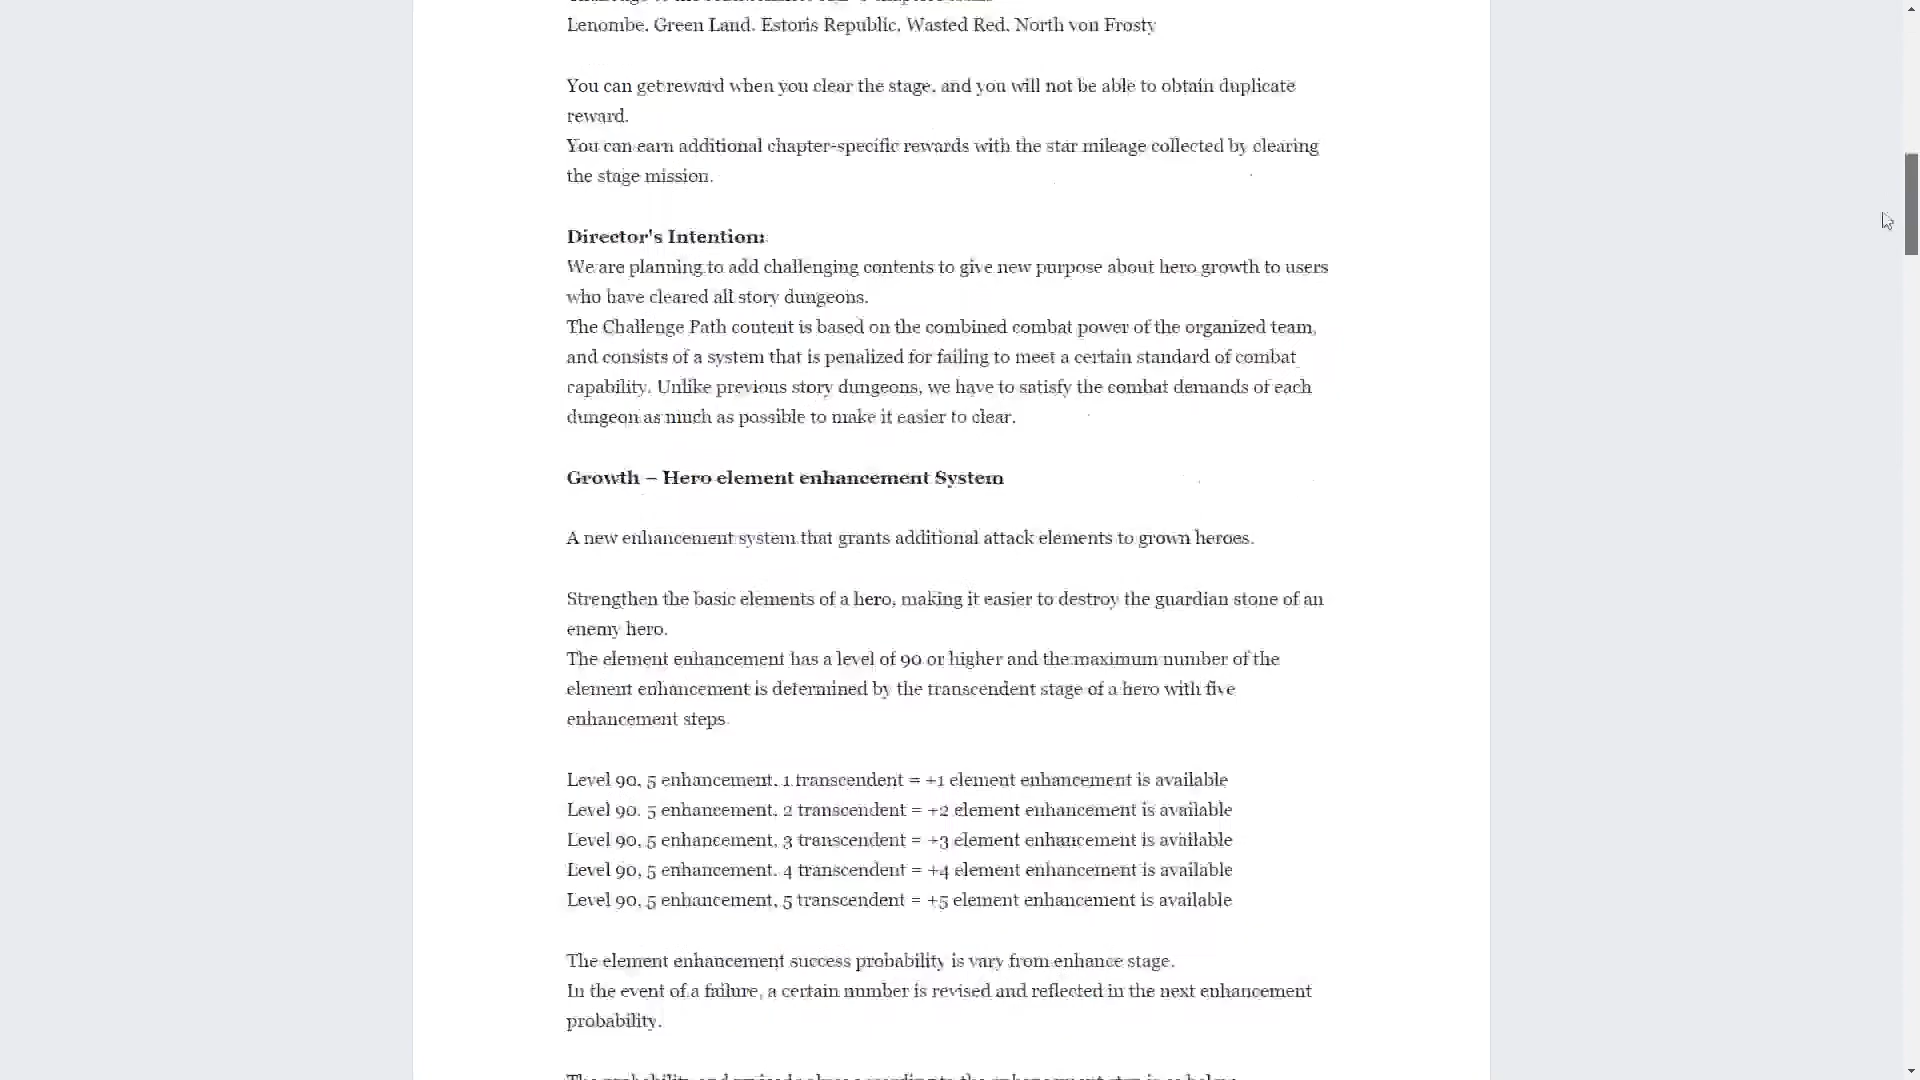 Lenombe, Green Land, Estoris Republic, Wasted Red, North von Frosty
You can get reward when you clear the stage, and you will not be able to obtain duplicate
reward.
You can earn additional chapter-specific rewards with the star mileage collected by clearing
the stage mission.
Director's Intention:
We are planning to add challenging contents to give new purpose about hero growth to users
who have cleared all story dungeons.
The Challenge Path content is based on the combined combat power of the organized team,
and consists of a system that is penalized for failing to meet a certain standard of combat
capability. Unlike previous story dungeons, we have to satisfy the combat demands of each
dungeon as much as possible to make it easier to clear.
Growth – Hero element enhancement System
A new enhancement system that grants additional attack elements to grown heroes.
Strengthen the basic elements of a hero, making it easier to destroy the guardian stone of an
enemy hero.
The element enhancement has a level of 90 or higher and the maximum number of the
element enhancement is determined by the transcendent stage of a hero with five
enhancement steps.
Level 90, 5 enhancement, 1 transcendent = +1 element enhancement is available
Level 90, 5 enhancement, 2 transcendent = +2 element enhancement is available
Level 90, 5 enhancement, 3 transcendent = +3 element enhancement is available
Level 90, 5 enhancement, 4 transcendent = +4 element enhancement is available
Level 90, 5 enhancement, 5 transcendent = +5 element enhancement is available
The element enhancement success probability is vary from enhance stage.
In the event of a failure, a certain number is revised and reflected in the next enhancement
probability.